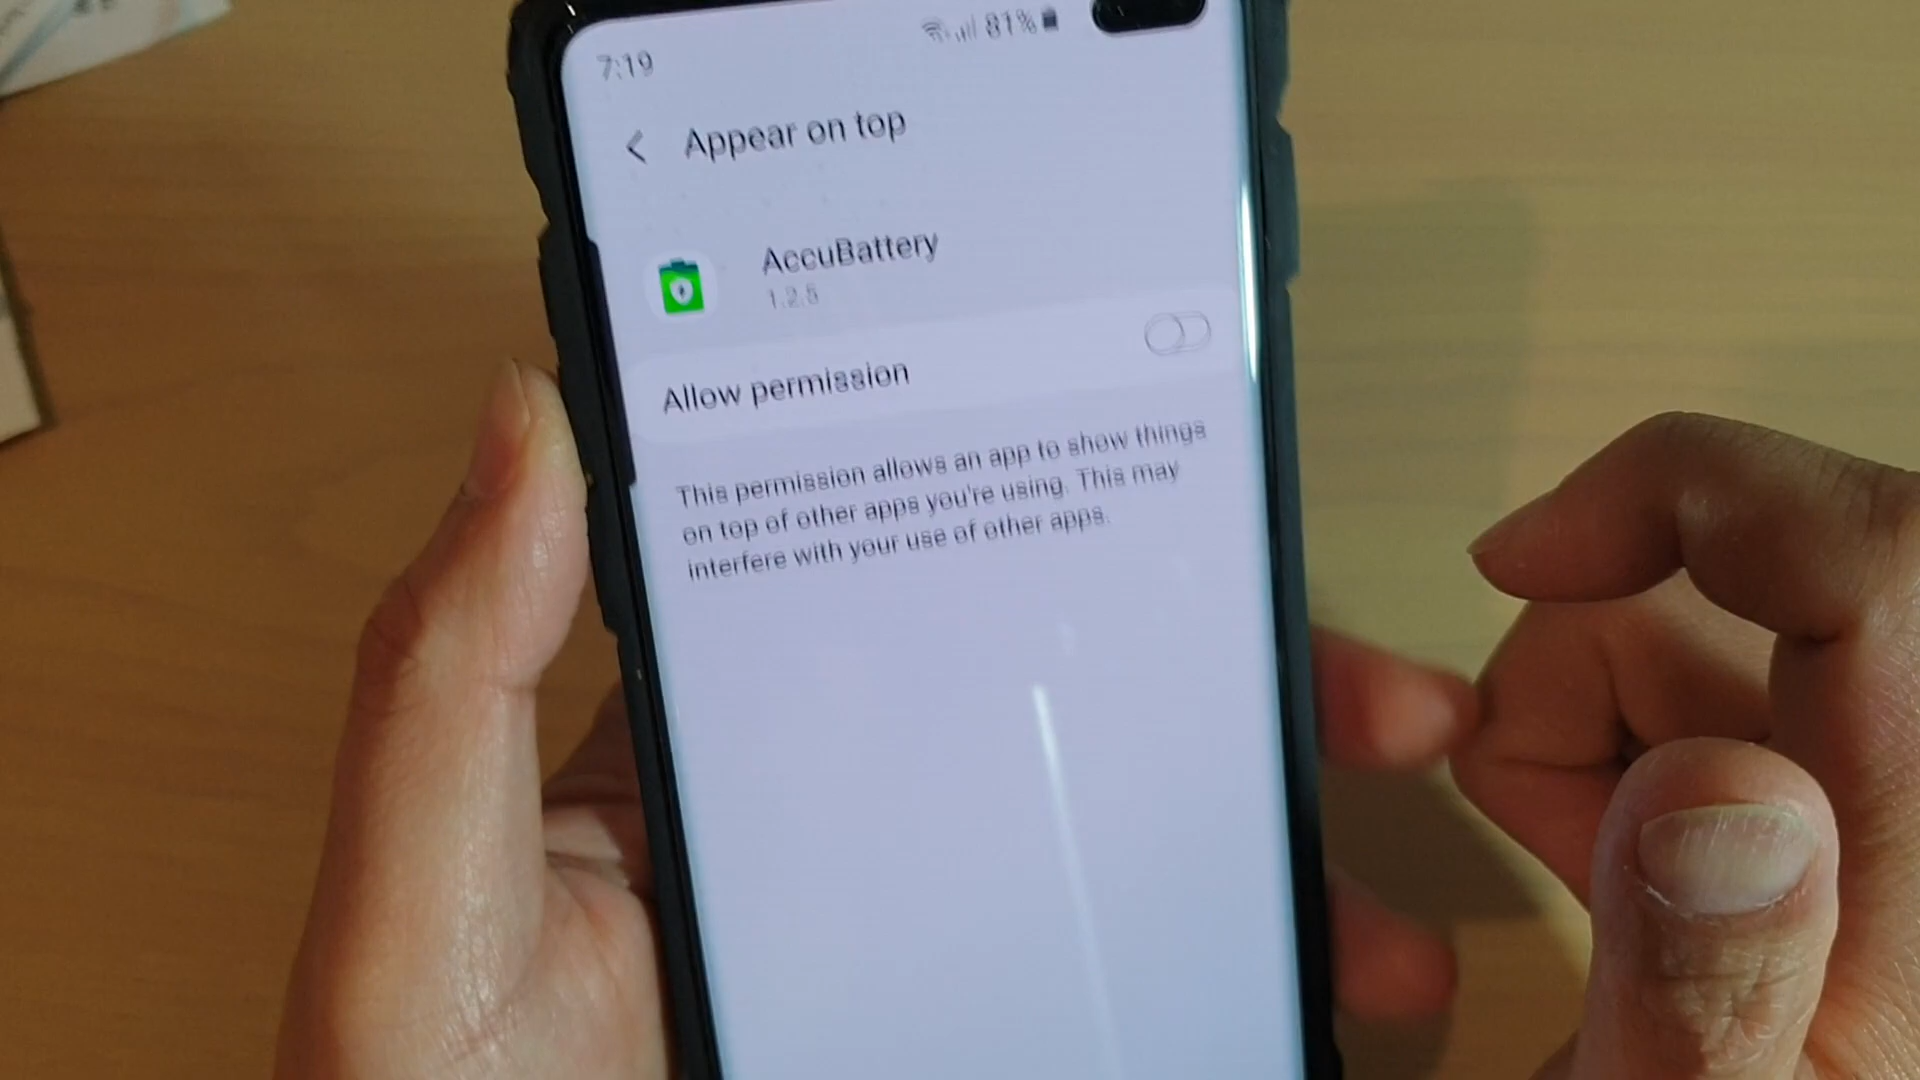 7:19
81%
Appear on top
AccuBattery
1.2.5
Allow permission
This permission allows an app to show things
on top of other apps you're using. This may
interfere with your use of other apps.